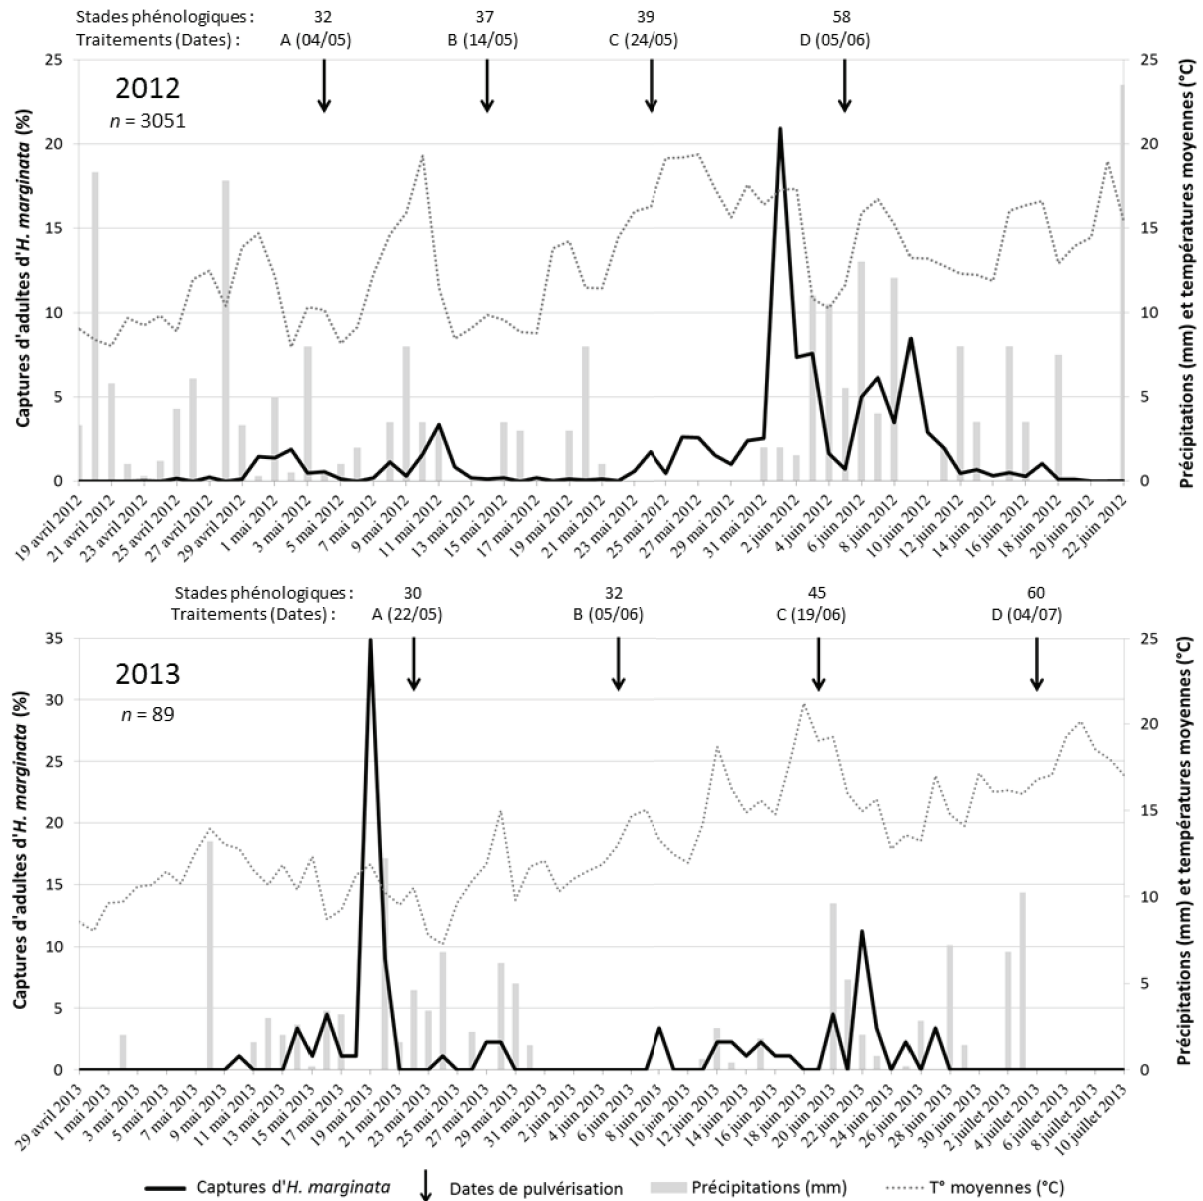 Stades phénologiques : 32 37 39 58
Traitements (Dates) : A (04/05) B (14/05) C (24/05) D (05/06)
2012
n = 3051
Captures d'adultes d'H. marginata (%)
25
20
15
10
5
0
25
20
15
10
5
0
Précipitations (mm) et températures moyennes (°C)
19 avril 2012
21 avril 2012
23 avril 2012
25 avril 2012
27 avril 2012
29 avril 2012
1 mai 2012
3 mai 2012
5 mai 2012
7 mai 2012
9 mai 2012
11 mai 2012
13 mai 2012
15 mai 2012
17 mai 2012
19 mai 2012
21 mai 2012
23 mai 2012
25 mai 2012
27 mai 2012
29 mai 2012
31 mai 2012
2 juin 2012
4 juin 2012
6 juin 2012
8 juin 2012
10 juin 2012
12 juin 2012
14 juin 2012
16 juin 2012
18 juin 2012
20 juin 2012
22 juin 2012
Stades phénologiques : 30 32 45 60
Traitements (Dates) : A (22/05) B (05/06) C (19/06) D (04/07)
2013
n = 89
Captures d'adultes d'H. marginata (%)
35
30
25
20
15
10
5
0
25
20
15
10
5
0
Précipitations (mm) et températures moyennes (°C)
29 avril 2013
1 mai 2013
3 mai 2013
5 mai 2013
7 mai 2013
9 mai 2013
11 mai 2013
13 mai 2013
15 mai 2013
17 mai 2013
19 mai 2013
21 mai 2013
23 mai 2013
25 mai 2013
27 mai 2013
29 mai 2013
31 mai 2013
2 juin 2013
4 juin 2013
6 juin 2013
8 juin 2013
10 juin 2013
12 juin 2013
14 juin 2013
16 juin 2013
18 juin 2013
20 juin 2013
22 juin 2013
24 juin 2013
26 juin 2013
28 juin 2013
30 juin 2013
2 juillet 2013
4 juillet 2013
6 juillet 2013
8 juillet 2013
10 juillet 2013
Captures d'H. marginata Dates de pulvérisation Précipitations (mm) T° moyennes (°C)